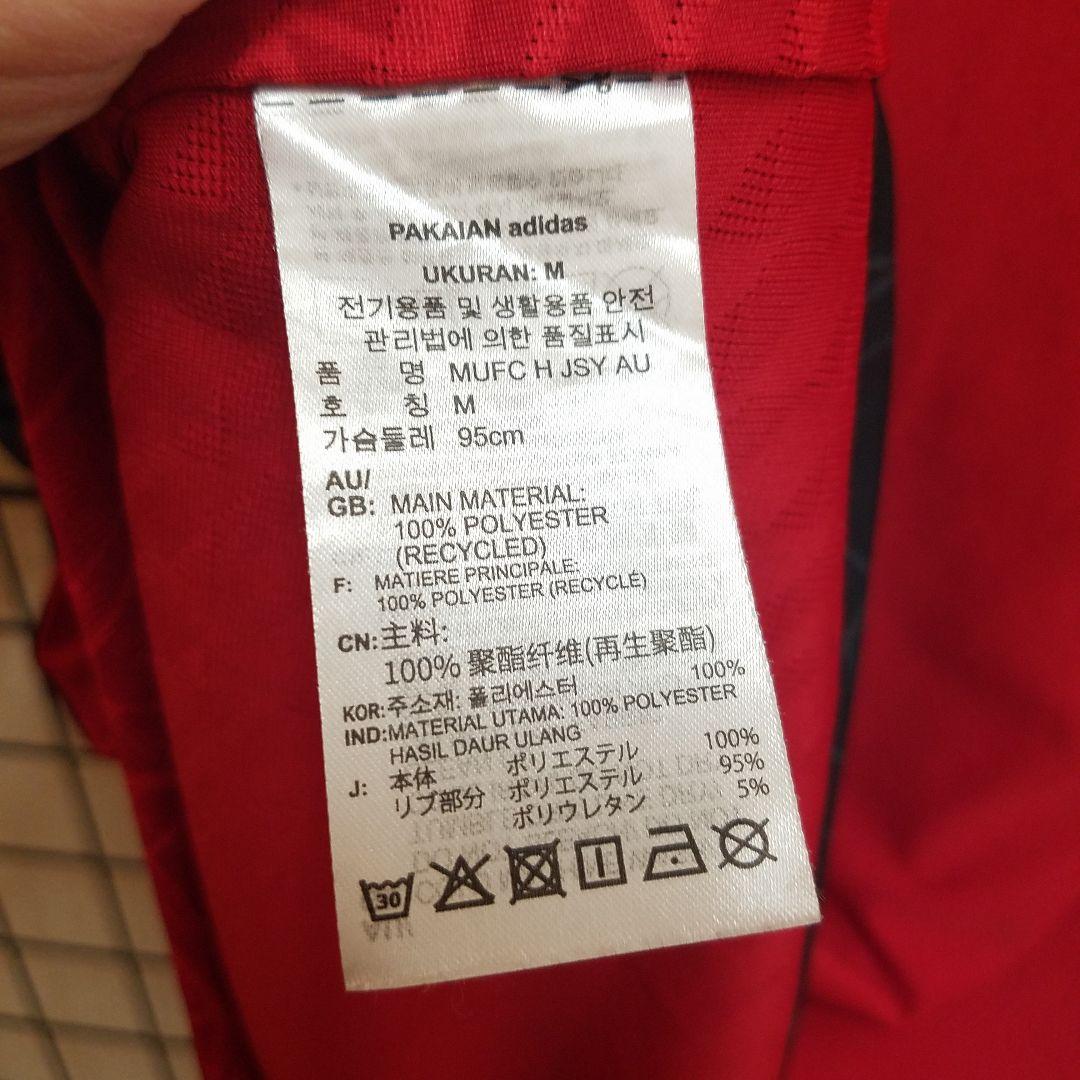 PAKAIAN adidas
UKURAN: M
전기용품 및 생활용품 안전
관리법에 의한 품질표시
품 명 MUFC H JSY AU
호 칭 M
가슴둘레 95cm
AU/
GB: MAIN MATERIAL:
100% POLYESTER
(RECYCLED)
F: MATIERE PRINCIPALE:
100% POLYESTER (RECYCLÉ)
CN:主料:
100% 聚酯纤维(再生聚酯)
KOR:주소재: 폴리에스터 100%
IND:MATERIAL UTAMA: 100% POLYESTER
HASIL DAUR ULANG
J: 本体 ポリエステル 100%
リブ部分 ポリエステル 95%
ポリウレタン 5%
30